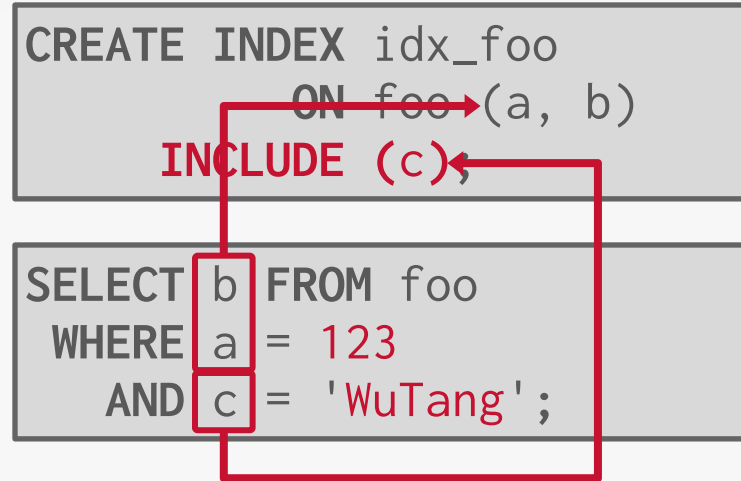 CREATE INDEX idx_foo
ON foo (a, b)
INCLUDE (c);
SELECT b FROM foo
WHERE a = 123
AND c = 'WuTang';